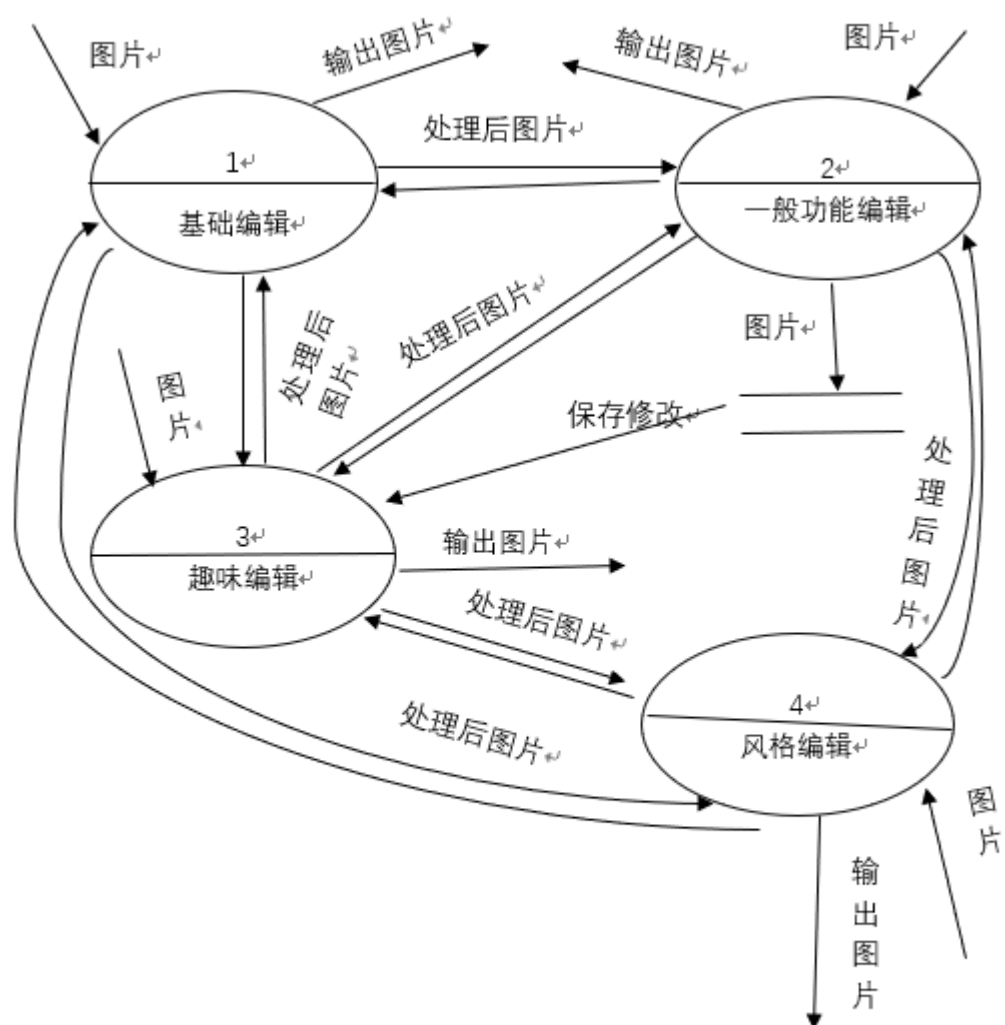 图片
输出图片
输出图片
图片
处理后图片
1
基础编辑
2
一般功能编辑
处理后
图片
处理后图片
图片
图
片
保存修改
处
理
后
图
片
3
趣味编辑
输出图片
处理后图片
4
风格编辑
处理后图片
图
片
输
出
图
片